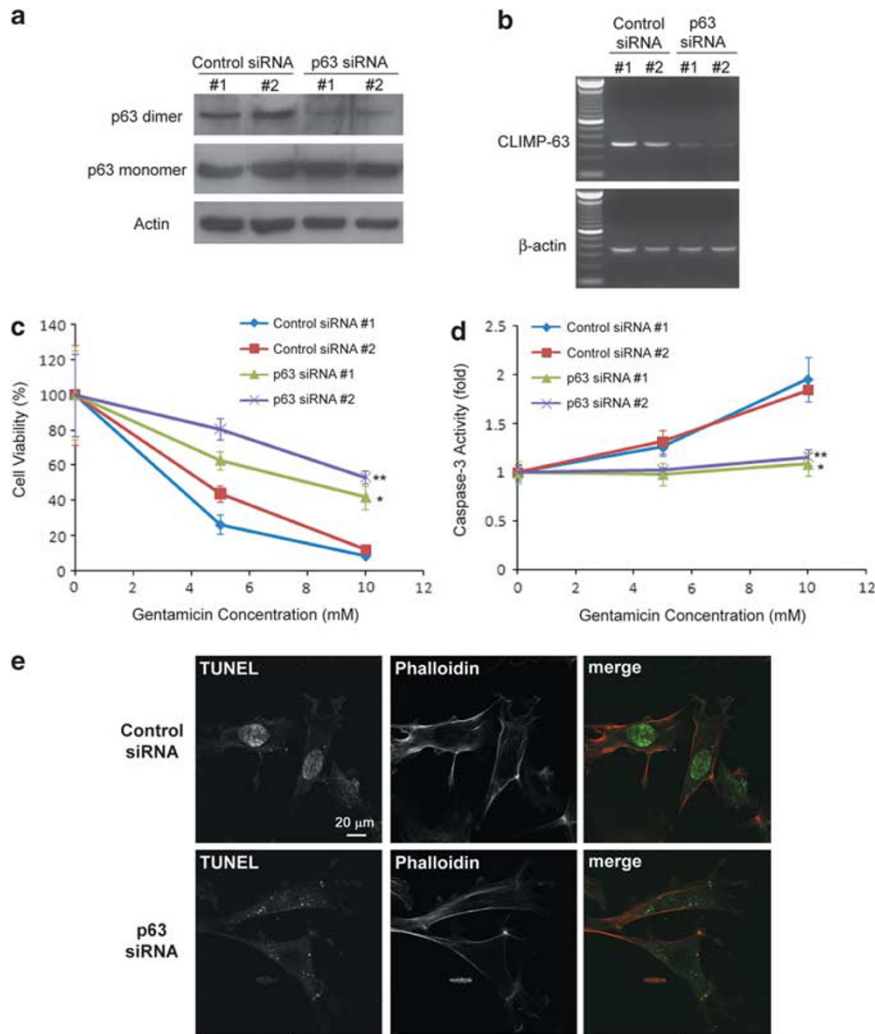 a
Control siRNA p63 siRNA
#1 #2 #1 #2
p63 dimer
p63 monomer
Actin
b
Control siRNA
p63 siRNA
#1 #2 #1 #2
CLIMP-63
β-actin
c
Control siRNA #1
Control siRNA #2
p63 siRNA #1
p63 siRNA #2
Cell Viability (%)
140
120
100
80
60
40
20
0
**
*
0 2 4 6 8 10 12
Gentamicin Concentration (mM)
d
Control siRNA #1
Control siRNA #2
p63 siRNA #1
p63 siRNA #2
Caspase-3 Activity (fold)
2.5
2
1.5
1
0.5
0
**
*
0 2 4 6 8 10 12
Gentamicin Concentration (mM)
e
TUNEL Phalloidin merge
Control
siRNA
20 μm
TUNEL Phalloidin merge
p63
siRNA